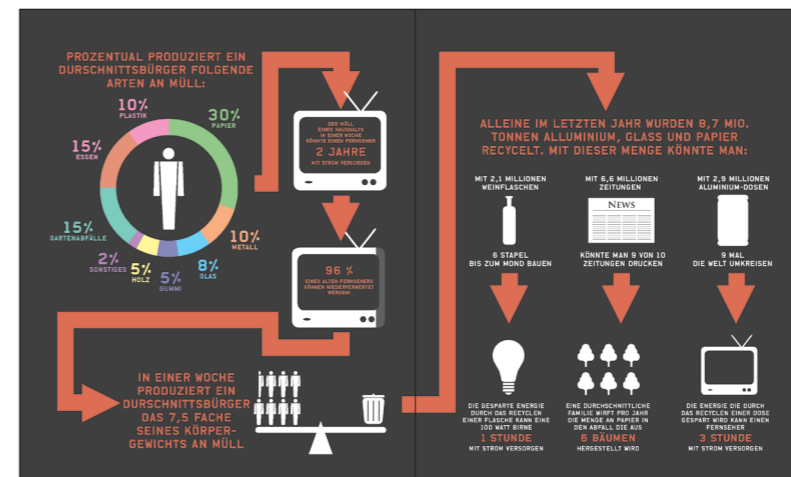 PROZENTUAL PRODUZIERT EIN
DURSCHNITTSBÜRGER FOLGENDE
ARTEN AN MÜLL:
10%
PLASTIK
30%
PAPIER
15%
ESSEN
15%
GARTENABFÄLLE
10%
METALL
2%
SONSTIGES
5%
HOLZ
5%
GUMMI
8%
GLAS
DER MÜLL
EINES HAUSHALTS
IN EINER WOCHE
KÖNNTE EINEN FERNSEHER
2 JAHRE
MIT STROM VERSORGEN
96 %
EINES ALTEN FERNSEHERS
KÖNNEN WIEDERVERWERTET
WERDEN!
IN EINER WOCHE
PRODUZIERT EIN
DURSCHNITTSBÜRGER
DAS 7,5 FACHE
SEINES KÖRPER-
GEWICHTS AN MÜLL
ALLEINE IM LETZTEN JAHR WURDEN 8,7 MIO.
TONNEN ALLUMINIUM, GLASS UND PAPIER
RECYCELT. MIT DIESER MENGE KÖNNTE MAN:
MIT 2,1 MILLIONEN
WEINFLASCHEN
6 STAPEL
BIS ZUM MOND BAUEN
MIT 6,6 MILLIONEN
ZEITUNGEN
NEWS
KÖNNTE MAN 9 VON 10
ZEITUNGEN DRUCKEN
MIT 2,9 MILLIONEN
ALUMINIUM-DOSEN
9 MAL
DIE WELT UMKREISEN
DIE GESPARTE ENERGIE
DURCH DAS RECYCLEN
EINER FLASCHE KANN EINE
100 WATT BIRNE
1 STUNDE
MIT STROM VERSORGEN
EINE DURCHSCHNITTLICHE
FAMILIE WIRFT PRO JAHR
DIE MENGE AN PAPIER IN
DEN ABFALL DIE AUS
6 BÄUMEN
HERGESTELLT WIRD
DIE ENERGIE DIE DURCH
DAS RECYCLEN EINER DOSE
GESPART WIRD KANN EINEN
FERNSEHER
3 STUNDE
MIT STROM VERSORGEN